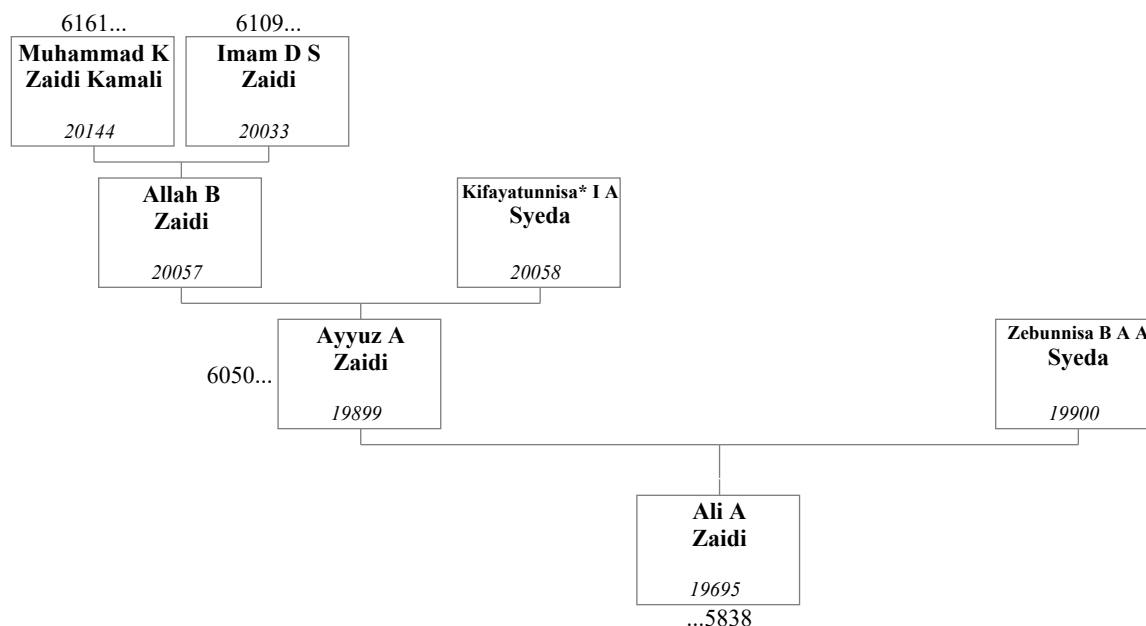 6161...
6109...
Muhammad K
Zaidi Kamali
20144
Imam D S
Zaidi
20033
Allah B
Zaidi
20057
Kifayatunnisa* I A
Syeda
20058
6050...
Ayyuz A
Zaidi
19899
Zebunnisa B A A
Syeda
19900
Ali A
Zaidi
19695
...5838